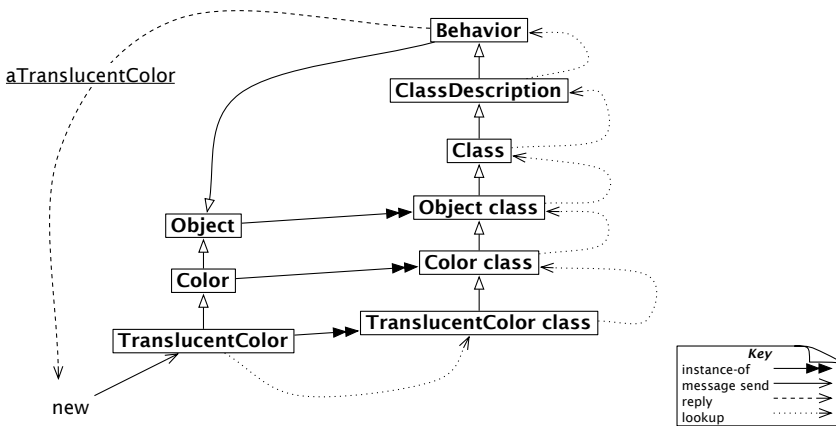 Behavior
aTranslucentColor
ClassDescription
Class
Object class
Object
Color class
Color
TranslucentColor class
TranslucentColor
new
Key
instance-of
message send
reply
lookup